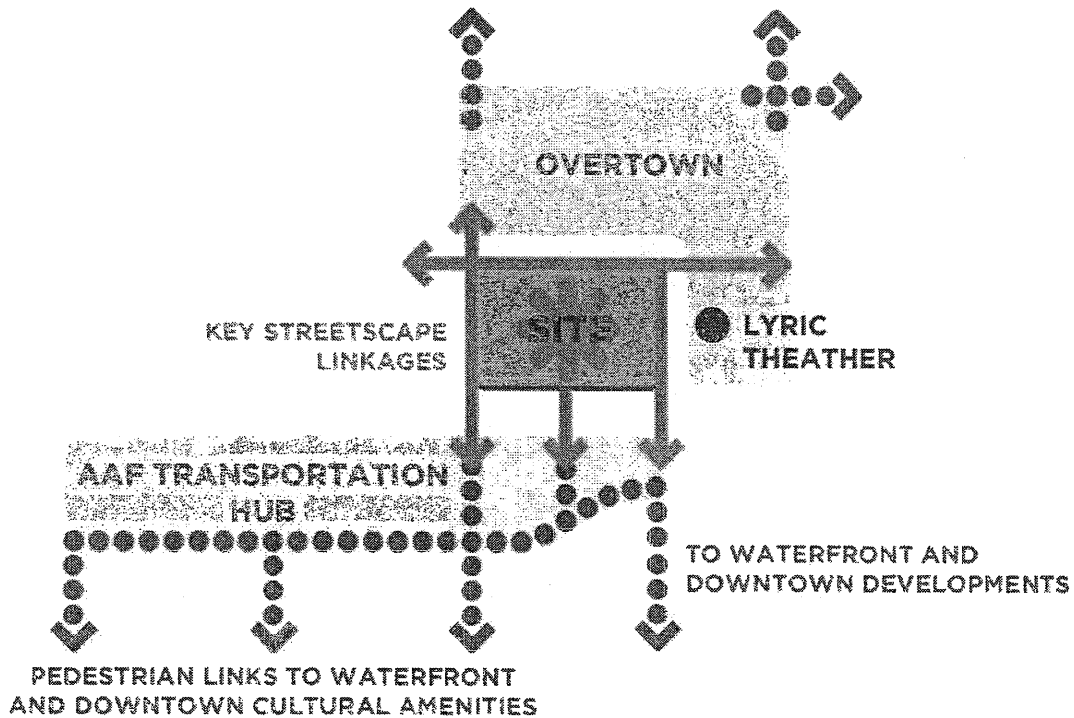 OVERTOWN
SITE
KEY STREETSCAPE
LINKAGES
LYRIC
THEATHER
AAF TRANSPORTATION
HUB
TO WATERFRONT AND
DOWNTOWN DEVELOPMENTS
PEDESTRIAN LINKS TO WATERFRONT
AND DOWNTOWN CULTURAL AMENITIES